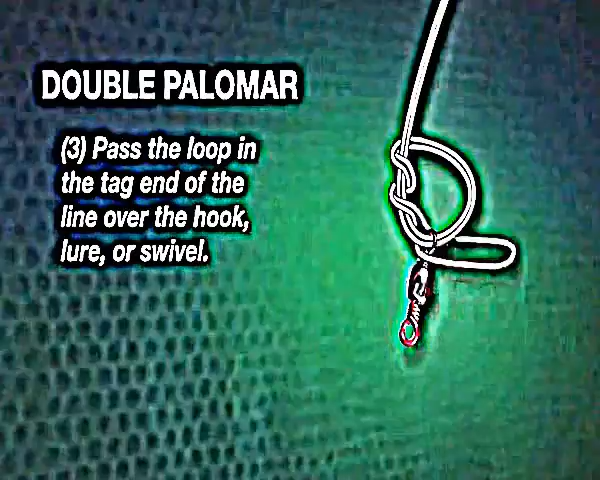 DOUBLE PALOMAR
(3) Pass the loop in
the tag end of the
line over the hook,
lure, or swivel.